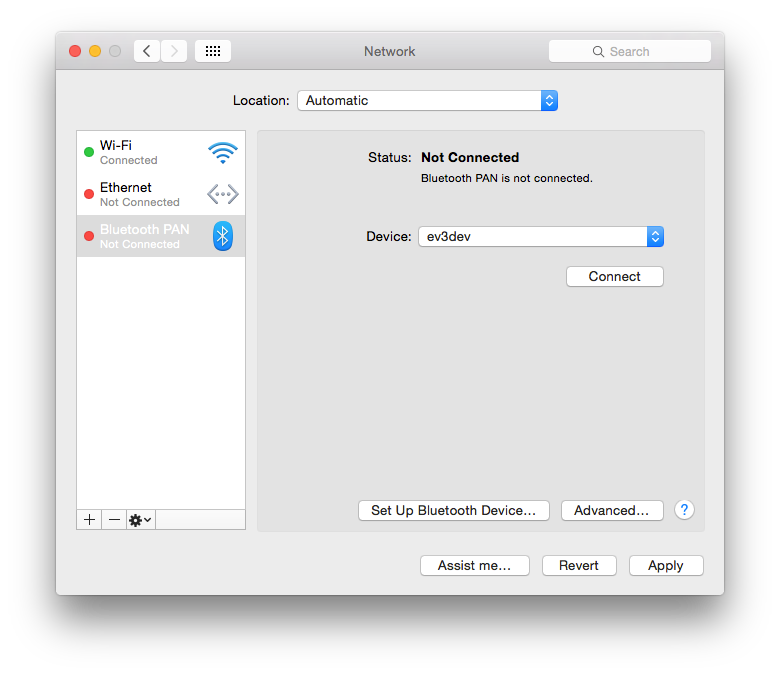 Network
Search
Location: Automatic
Wi-Fi
Connected
Ethernet
Not Connected
Bluetooth PAN
Not Connected
Status: Not Connected
Bluetooth PAN is not connected.
Device: ev3dev
Connect
Set Up Bluetooth Device... Advanced... ?
Assist me... Revert Apply